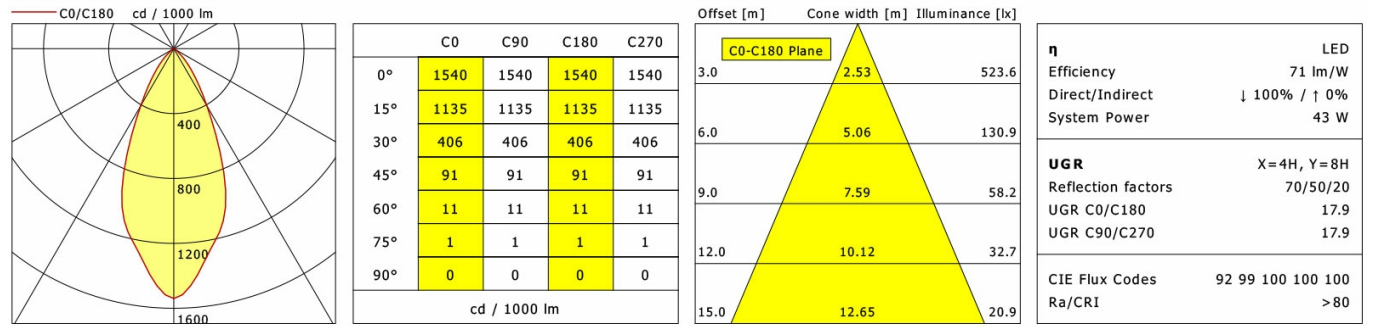 C0/C180 cd / 1000 lm
400
800
1200
1600
C0 C90 C180 C270
0° 1540 1540 1540 1540
15° 1135 1135 1135 1135
30° 406 406 406 406
45° 91 91 91 91
60° 11 11 11 11
75° 1 1 1 1
90° 0 0 0 0
cd / 1000 lm
Offset [m] Cone width [m] Illuminance [lx]
C0-C180 Plane
3.0 2.53 523.6
6.0 5.06 130.9
9.0 7.59 58.2
12.0 10.12 32.7
15.0 12.65 20.9
η LED
Efficiency 71 lm/W
Direct/Indirect ↓ 100% / ↑ 0%
System Power 43 W
UGR X=4H, Y=8H
Reflection factors 70/50/20
UGR C0/C180 17.9
UGR C90/C270 17.9
CIE Flux Codes 92 99 100 100 100
Ra/CRI >80